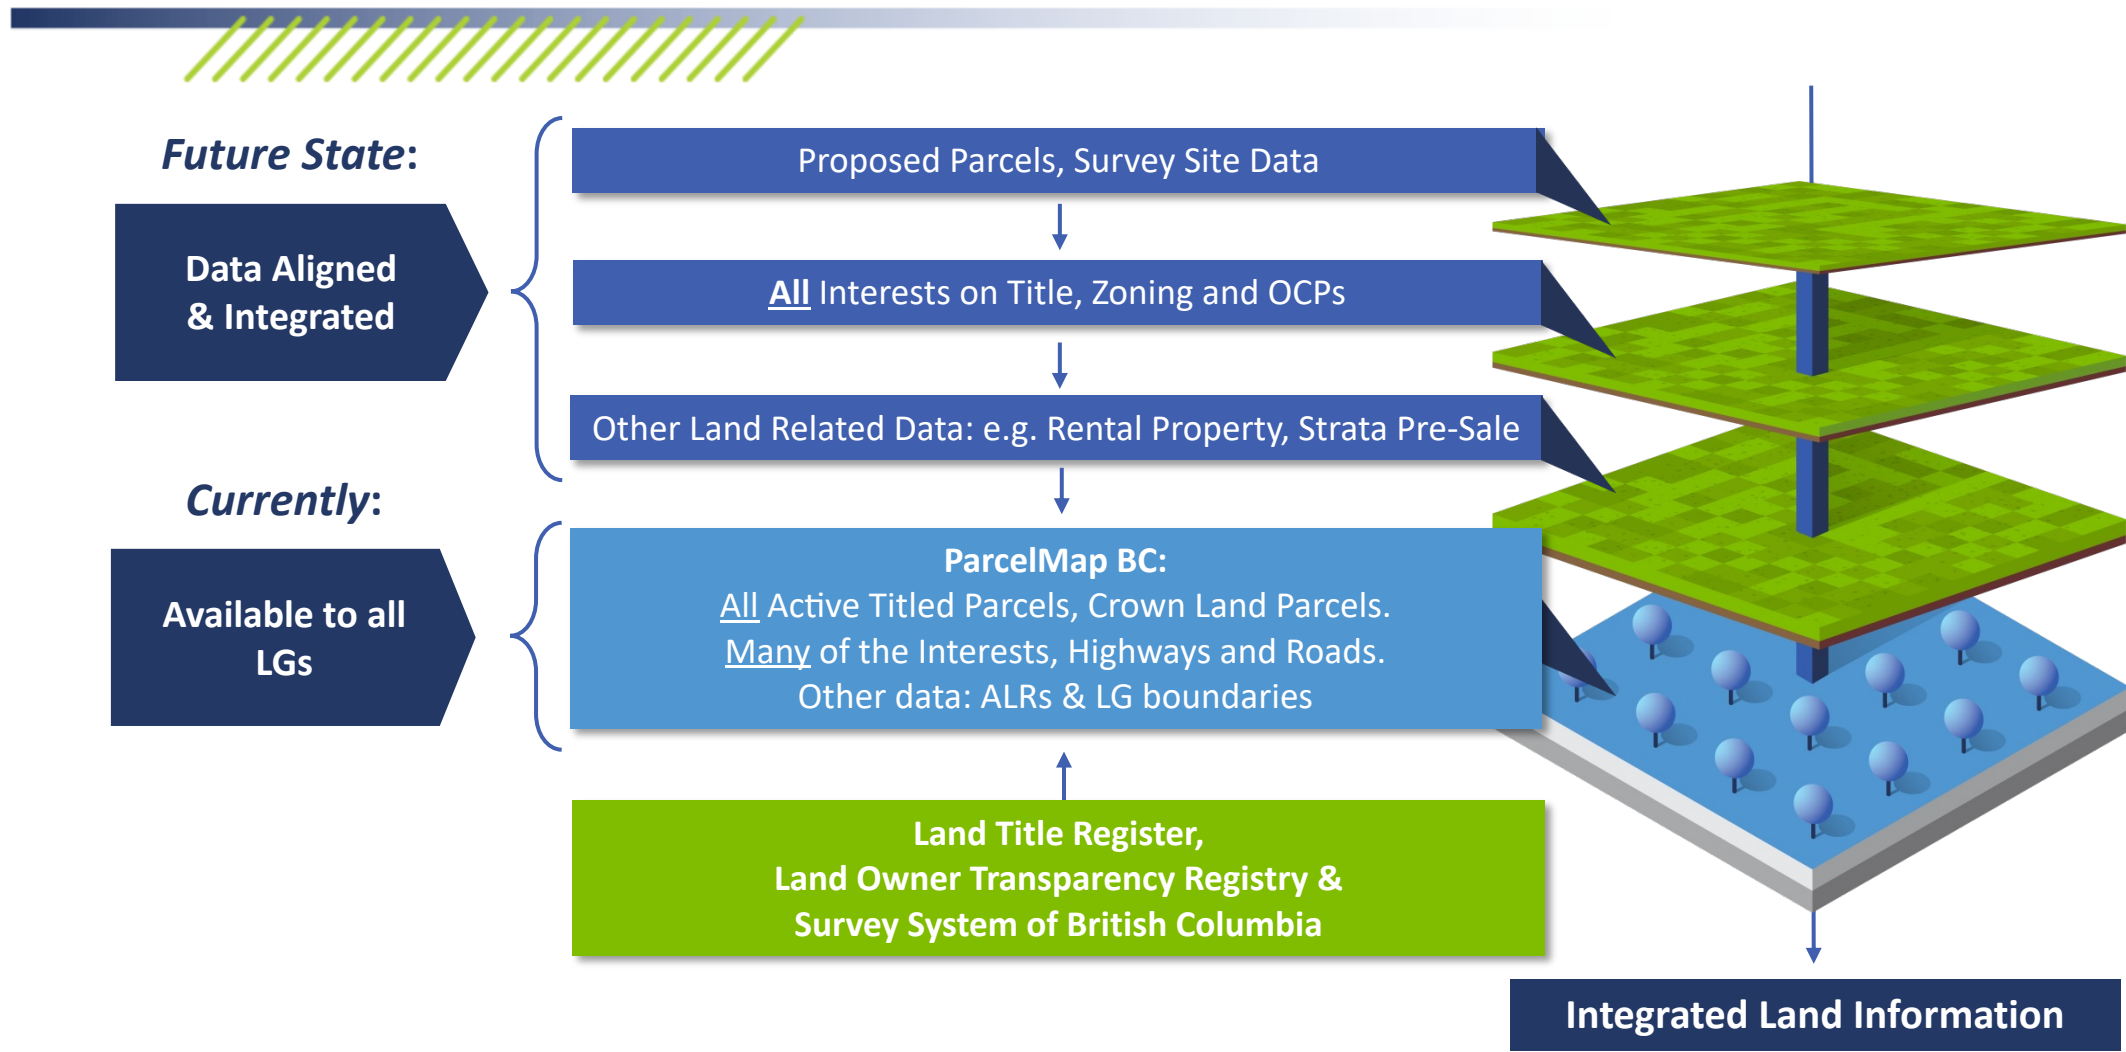 Future State:
Data Aligned
& Integrated
Proposed Parcels, Survey Site Data
All Interests on Title, Zoning and OCPs
Other Land Related Data: e.g. Rental Property, Strata Pre-Sale
Currently:
Available to all
LGs
ParcelMap BC:
All Active Titled Parcels, Crown Land Parcels.
Many of the Interests, Highways and Roads.
Other data: ALRs & LG boundaries
Land Title Register,
Land Owner Transparency Registry &
Survey System of British Columbia
Integrated Land Information